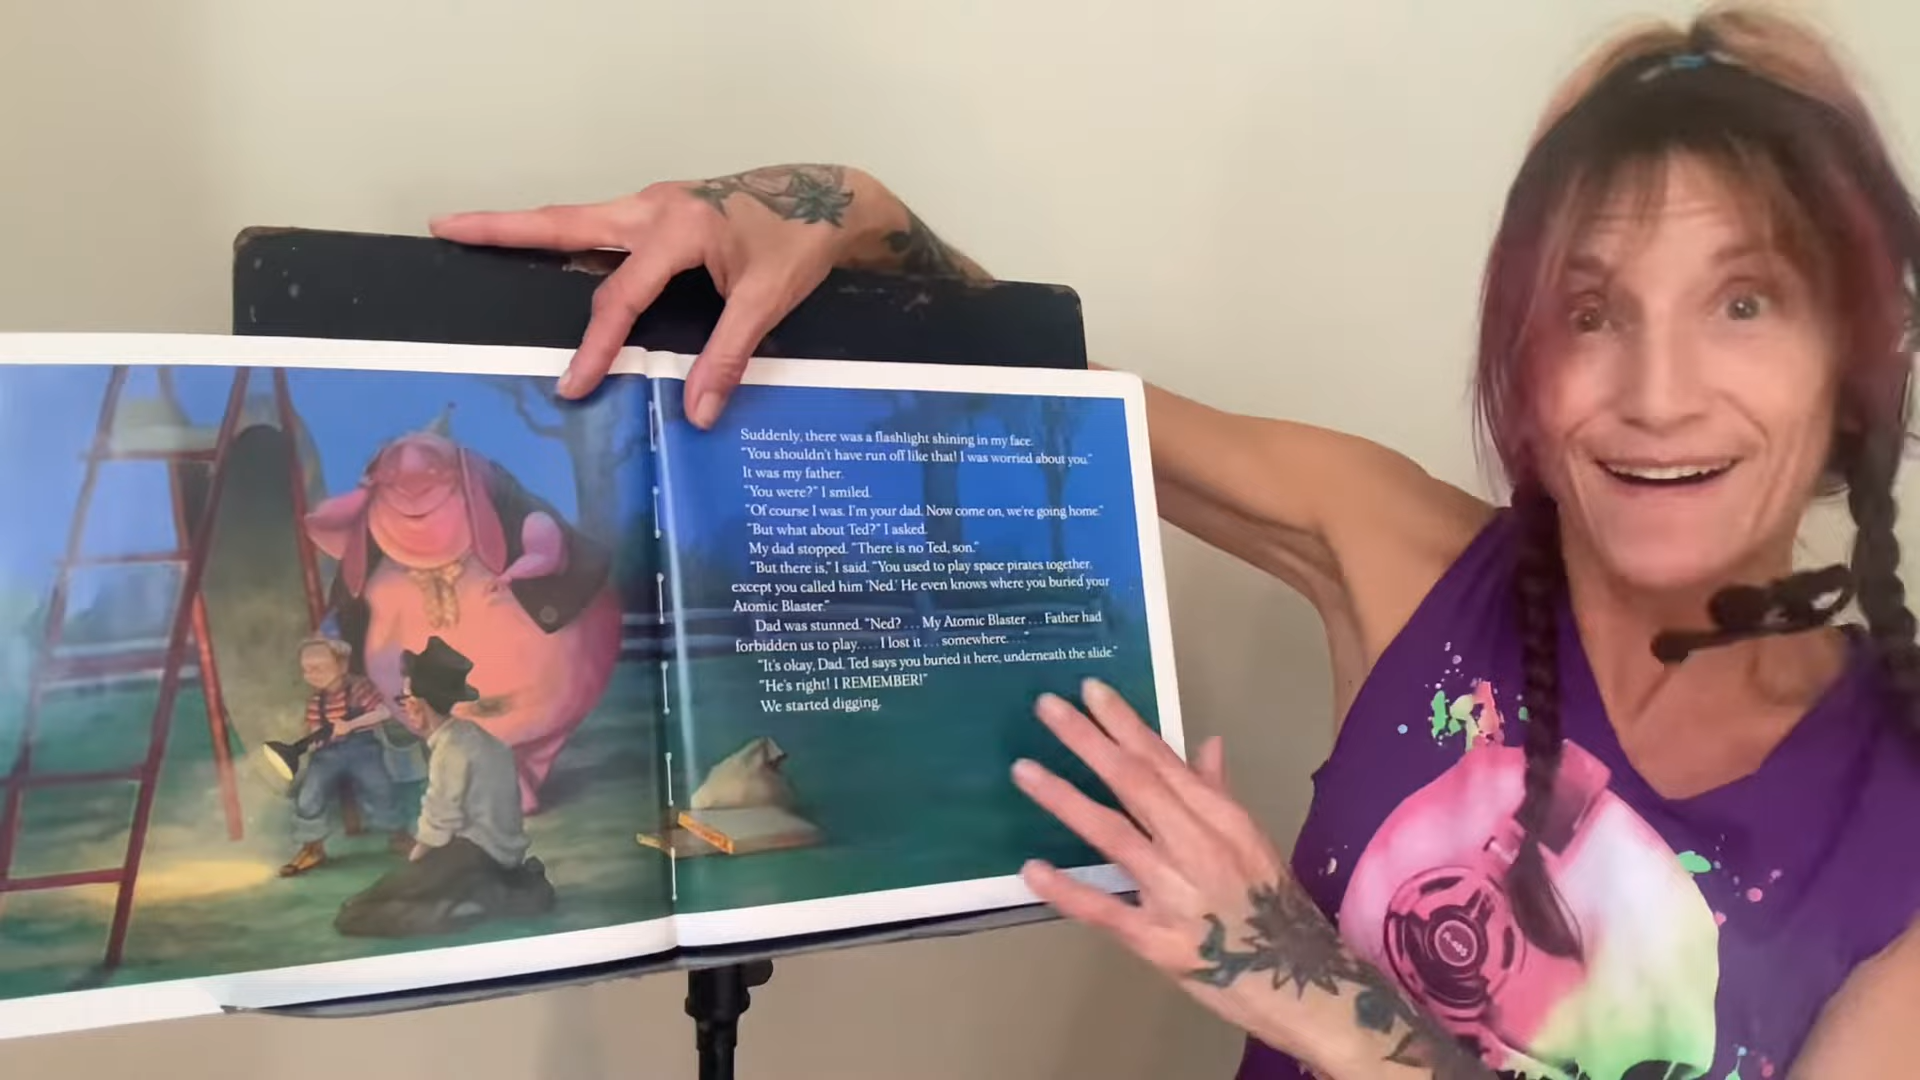 Suddenly, there was a flashlight shining in my face.
"You shouldn't have run off like that! I was worried about you."
It was my father.
"You were?" I smiled.
"Of course I was. I'm your dad. Now come on, we're going home."
"But what about Ted?" I asked.
My dad stopped. "There is no Ted, son."
"But there is," I said. "You used to play space pirates together,
except you called him 'Ned.' He even knows where you buried your
Atomic Blaster."
Dad was stunned. "Ned? . . . My Atomic Blaster . . . Father had
forbidden us to play. . . . I lost it . . . somewhere. . . ."
"It's okay, Dad. Ted says you buried it here, underneath the slide."
"He's right! I REMEMBER!"
We started digging.